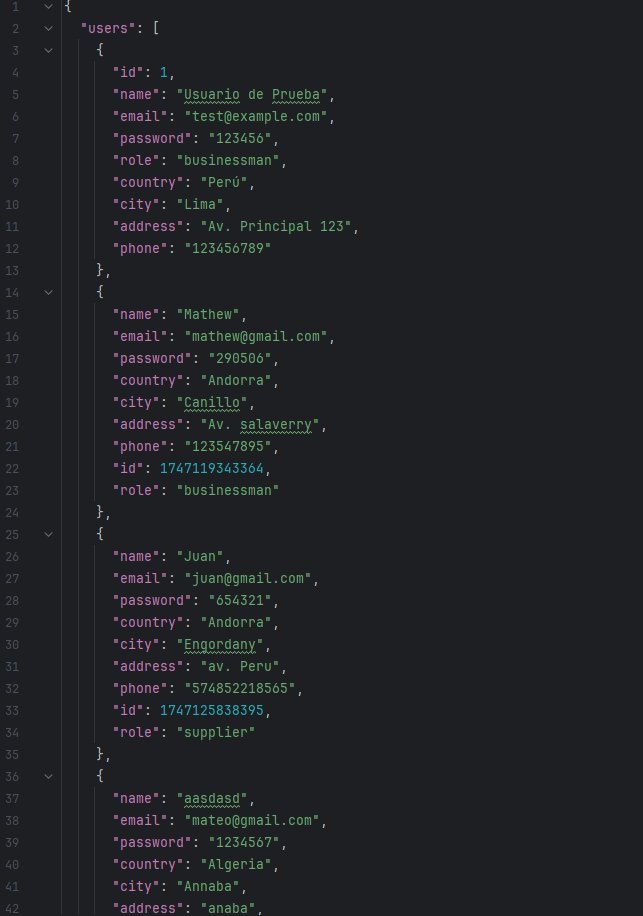 1 {
2 "users": [
3 {
4 "id": 1,
5 "name": "Usuario de Prueba",
6 "email": "test@example.com",
7 "password": "123456",
8 "role": "businessman",
9 "country": "Perú",
10 "city": "Lima",
11 "address": "Av. Principal 123",
12 "phone": "123456789"
13 },
14 {
15 "name": "Mathew",
16 "email": "mathew@gmail.com",
17 "password": "290506",
18 "country": "Andorra",
19 "city": "Canillo",
20 "address": "Av. salaverry",
21 "phone": "123547895",
22 "id": 1747119343364,
23 "role": "businessman"
24 },
25 {
26 "name": "Juan",
27 "email": "juan@gmail.com",
28 "password": "654321",
29 "country": "Andorra",
30 "city": "Engordany",
31 "address": "av. Peru",
32 "phone": "574852218565",
33 "id": 1747125838395,
34 "role": "supplier"
35 },
36 {
37 "name": "aasdasd",
38 "email": "mateo@gmail.com",
39 "password": "1234567",
40 "country": "Algeria",
41 "city": "Annaba",
42 "address": "anaba",